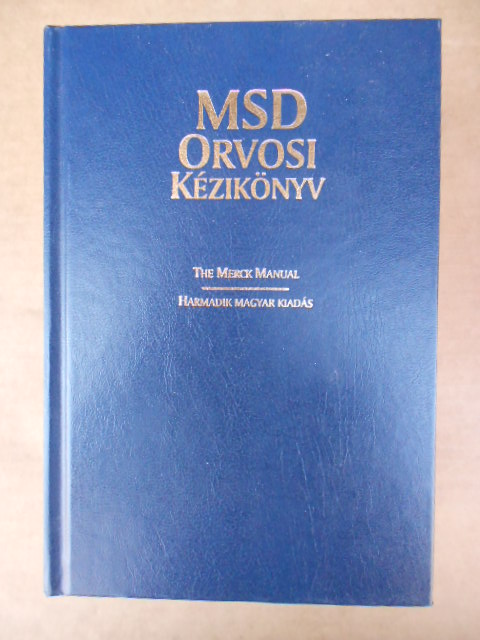 MSD
ORVOSI
KÉZIKÖNYV
THE MERCK MANUAL
HARMADIK MAGYAR KIADÁS